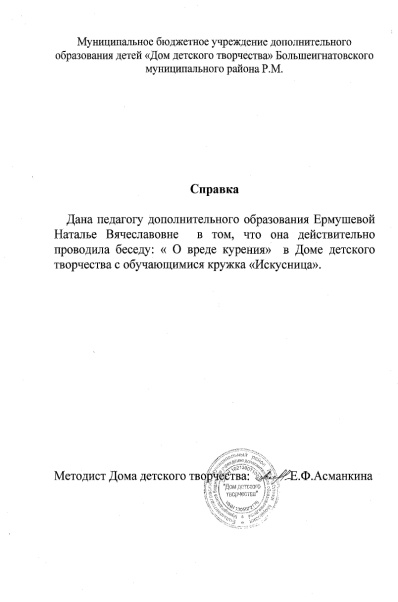 Муниципальное бюджетное учреждение дополнительного
образования детей «Дом детского творчества» Большеигнатовского
муниципального района Р.М.
Справка
Дана педагогу дополнительного образования Ермушевой
Наталье Вячеславовне в том, что она действительно
проводила беседу: « О вреде курения» в Доме детского
творчества с обучающимися кружка «Искусница».
Методист Дома детского творчества: Е.Ф.Асманкина
"Дом детского
творчества"